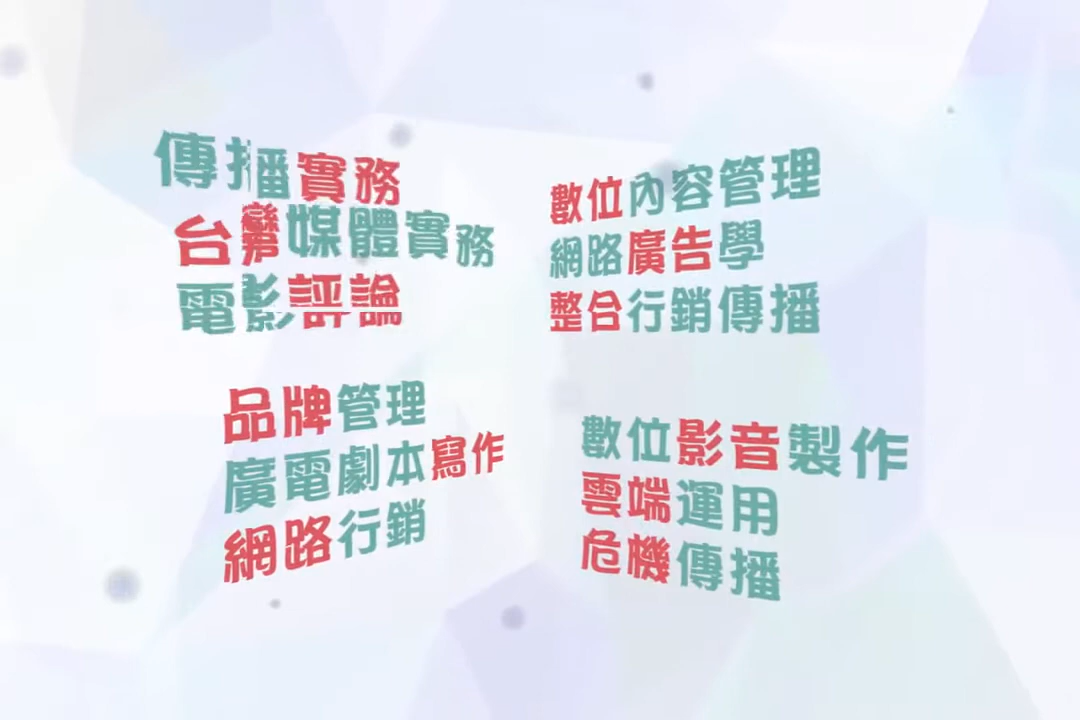 傳播實務
台灣媒體實務
電影評論
數位內容管理
網路廣告學
整合行銷傳播
品牌管理
廣電劇本寫作
網路行銷
數位影音製作
雲端運用
危機傳播